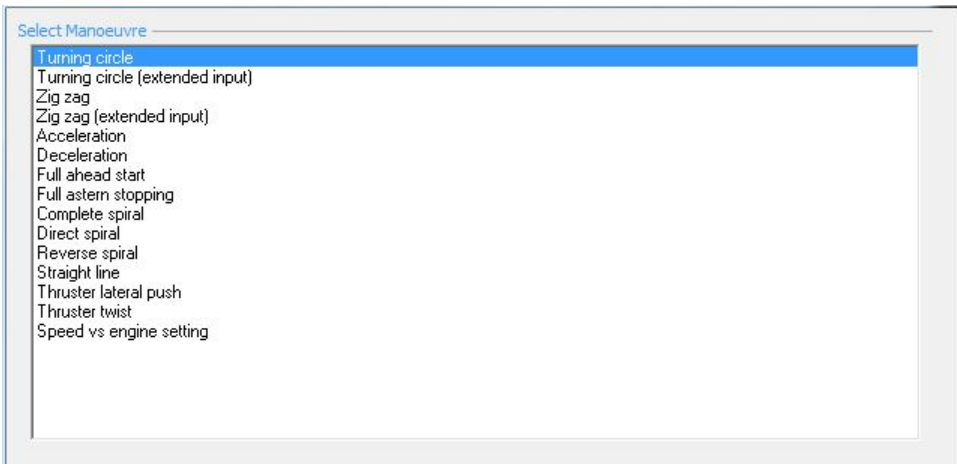 Select Manoeuvre
Turning circle
Turning circle (extended input)
Zig zag
Zig zag (extended input)
Acceleration
Deceleration
Full ahead start
Full astern stopping
Complete spiral
Direct spiral
Reverse spiral
Straight line
Thruster lateral push
Thruster twist
Speed vs engine setting